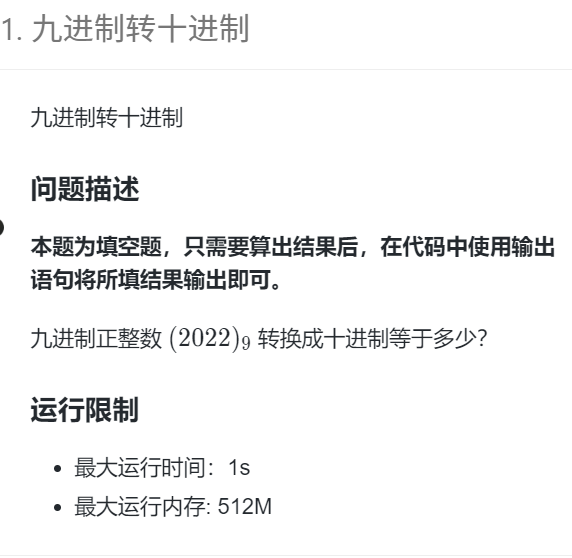 1. 九进制转十进制
九进制转十进制
问题描述
本题为填空题，只需要算出结果后，在代码中使用输出
语句将所填结果输出即可。
九进制正整数 (2022)₉ 转换成十进制等于多少？
运行限制
• 最大运行时间：1s
• 最大运行内存: 512M